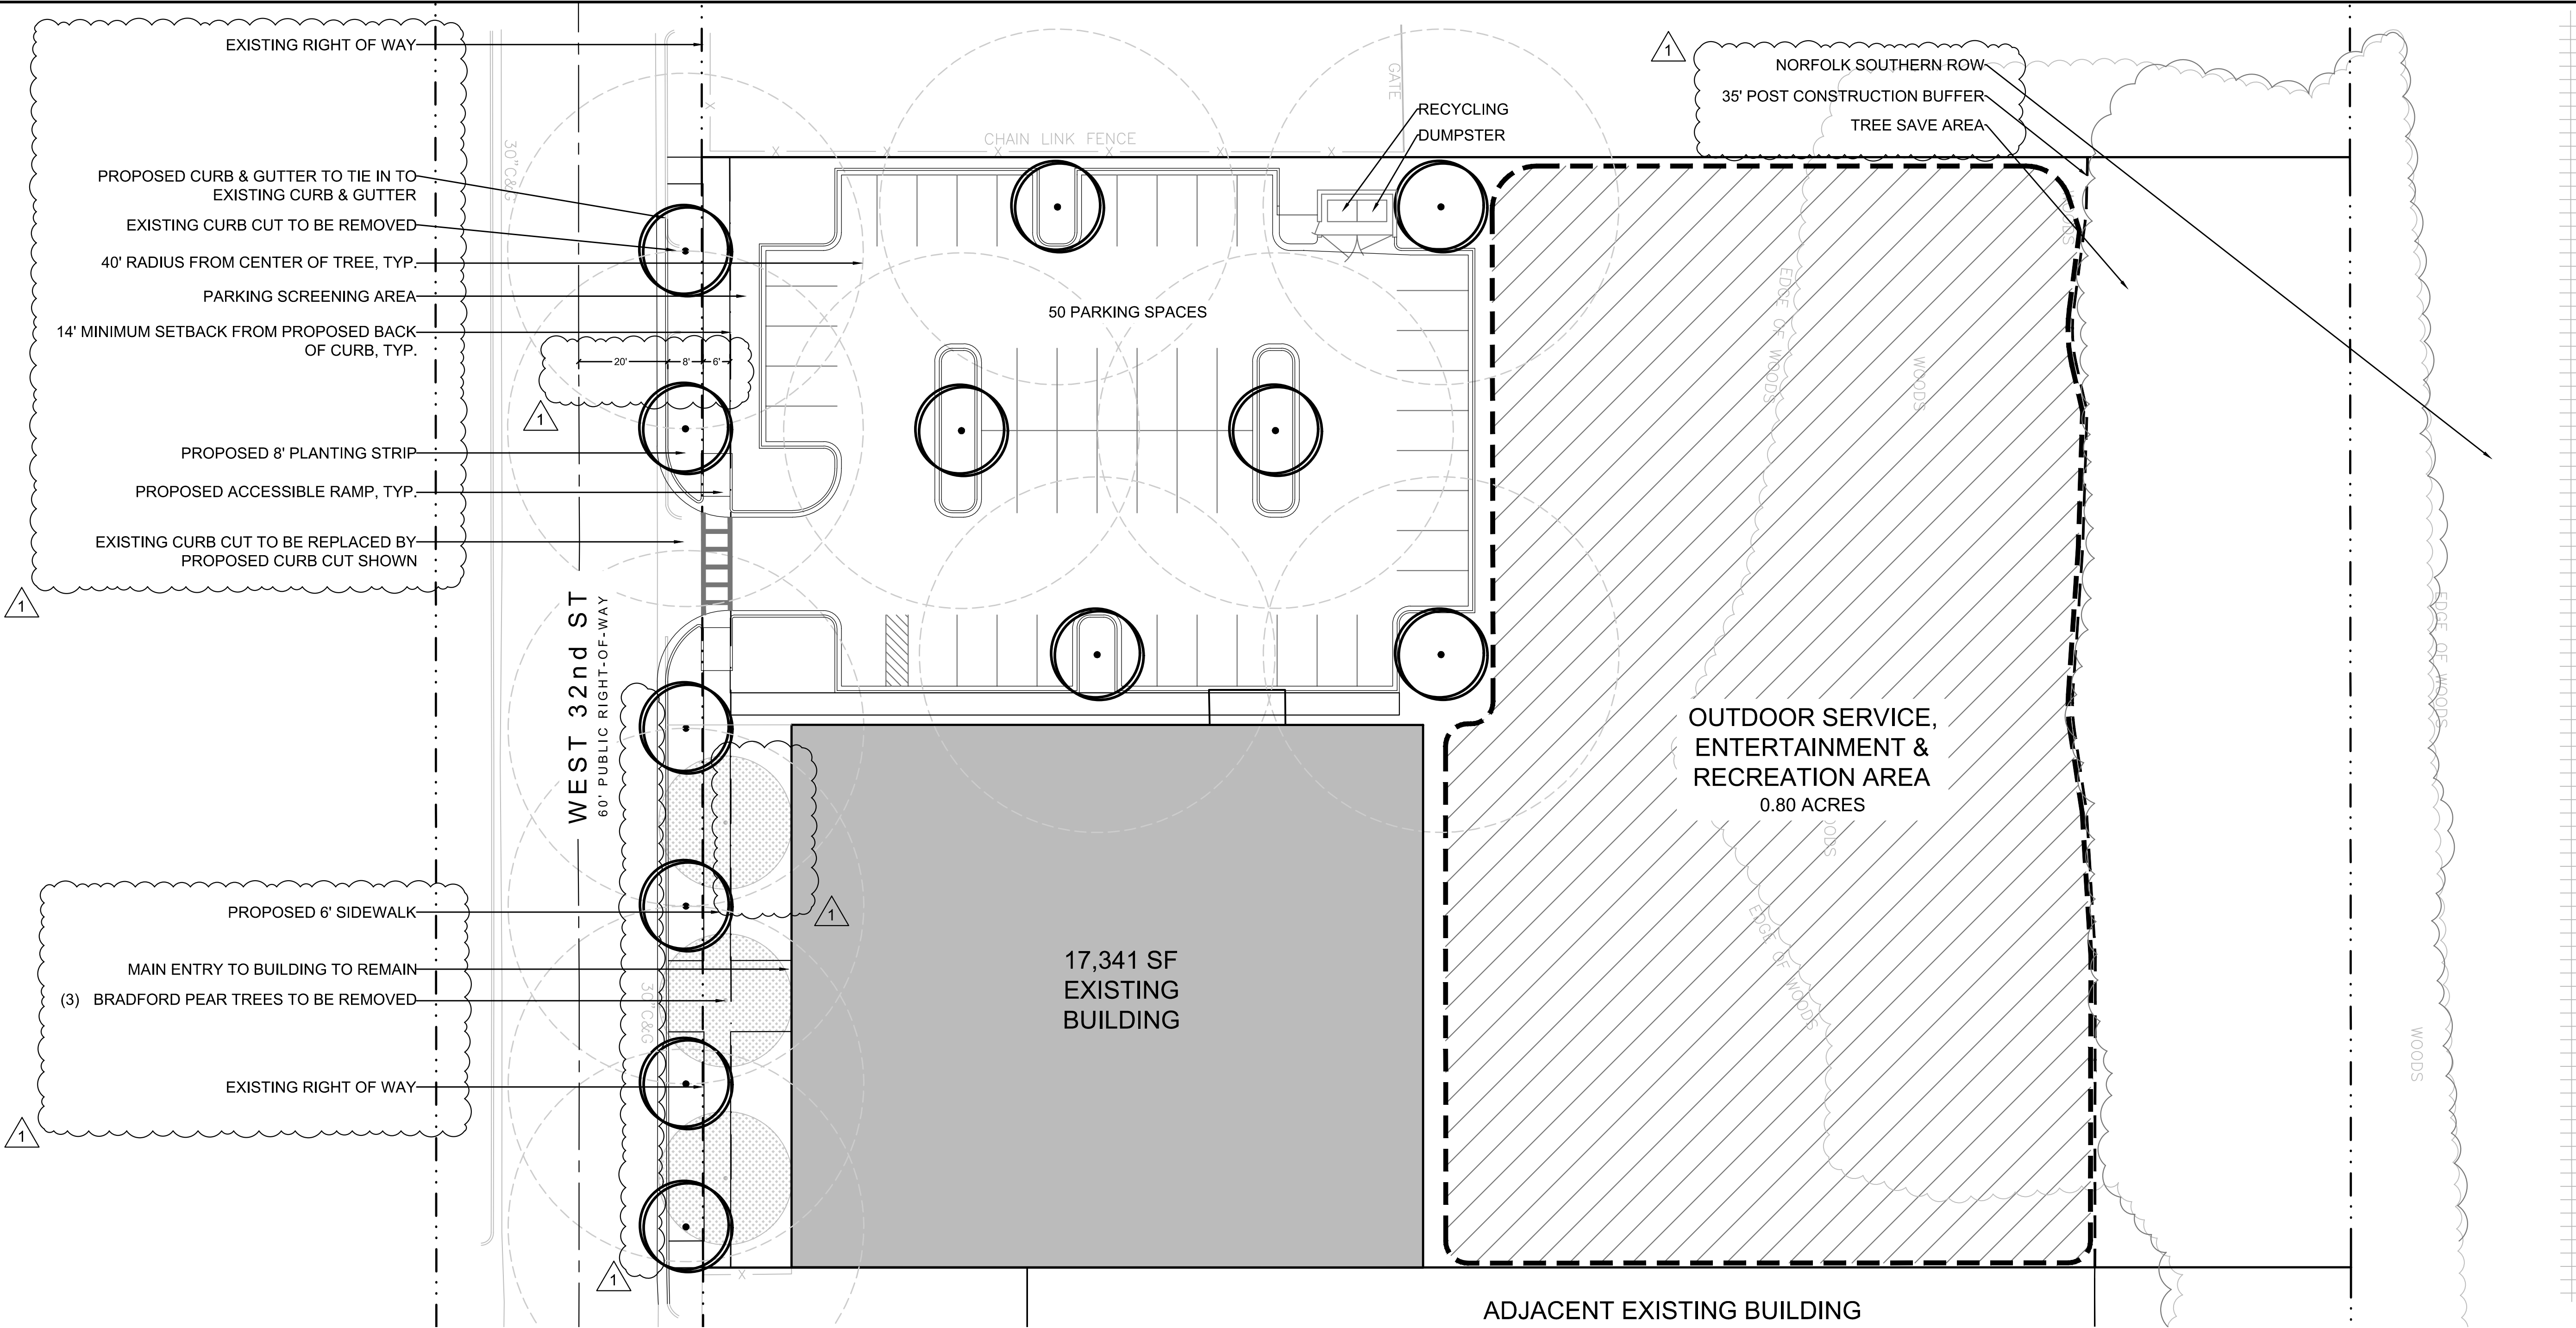 EXISTING RIGHT OF WAY
PROPOSED CURB & GUTTER TO TIE IN TO
EXISTING CURB & GUTTER
EXISTING CURB CUT TO BE REMOVED
40' RADIUS FROM CENTER OF TREE, TYP.
PARKING SCREENING AREA
14' MINIMUM SETBACK FROM PROPOSED BACK
OF CURB, TYP.
PROPOSED 8' PLANTING STRIP
PROPOSED ACCESSIBLE RAMP, TYP.
EXISTING CURB CUT TO BE REPLACED BY
PROPOSED CURB CUT SHOWN
1
PROPOSED 6' SIDEWALK
MAIN ENTRY TO BUILDING TO REMAIN
(3) BRADFORD PEAR TREES TO BE REMOVED
EXISTING RIGHT OF WAY
1
30" C&G
20'
8'
6'
1
WEST 32nd ST
60' PUBLIC RIGHT-OF-WAY
30" C&G
1
1
CHAIN LINK FENCE
GATE
RECYCLING
DUMPSTER
50 PARKING SPACES
17,341 SF
EXISTING
BUILDING
1
NORFOLK SOUTHERN ROW
35' POST CONSTRUCTION BUFFER
TREE SAVE AREA
EDGE OF WOODS
WOODS
OUTDOOR SERVICE,
ENTERTAINMENT &
RECREATION AREA
0.80 ACRES
EDGE OF WOODS
EDGE OF WOODS
WOODS
ADJACENT EXISTING BUILDING